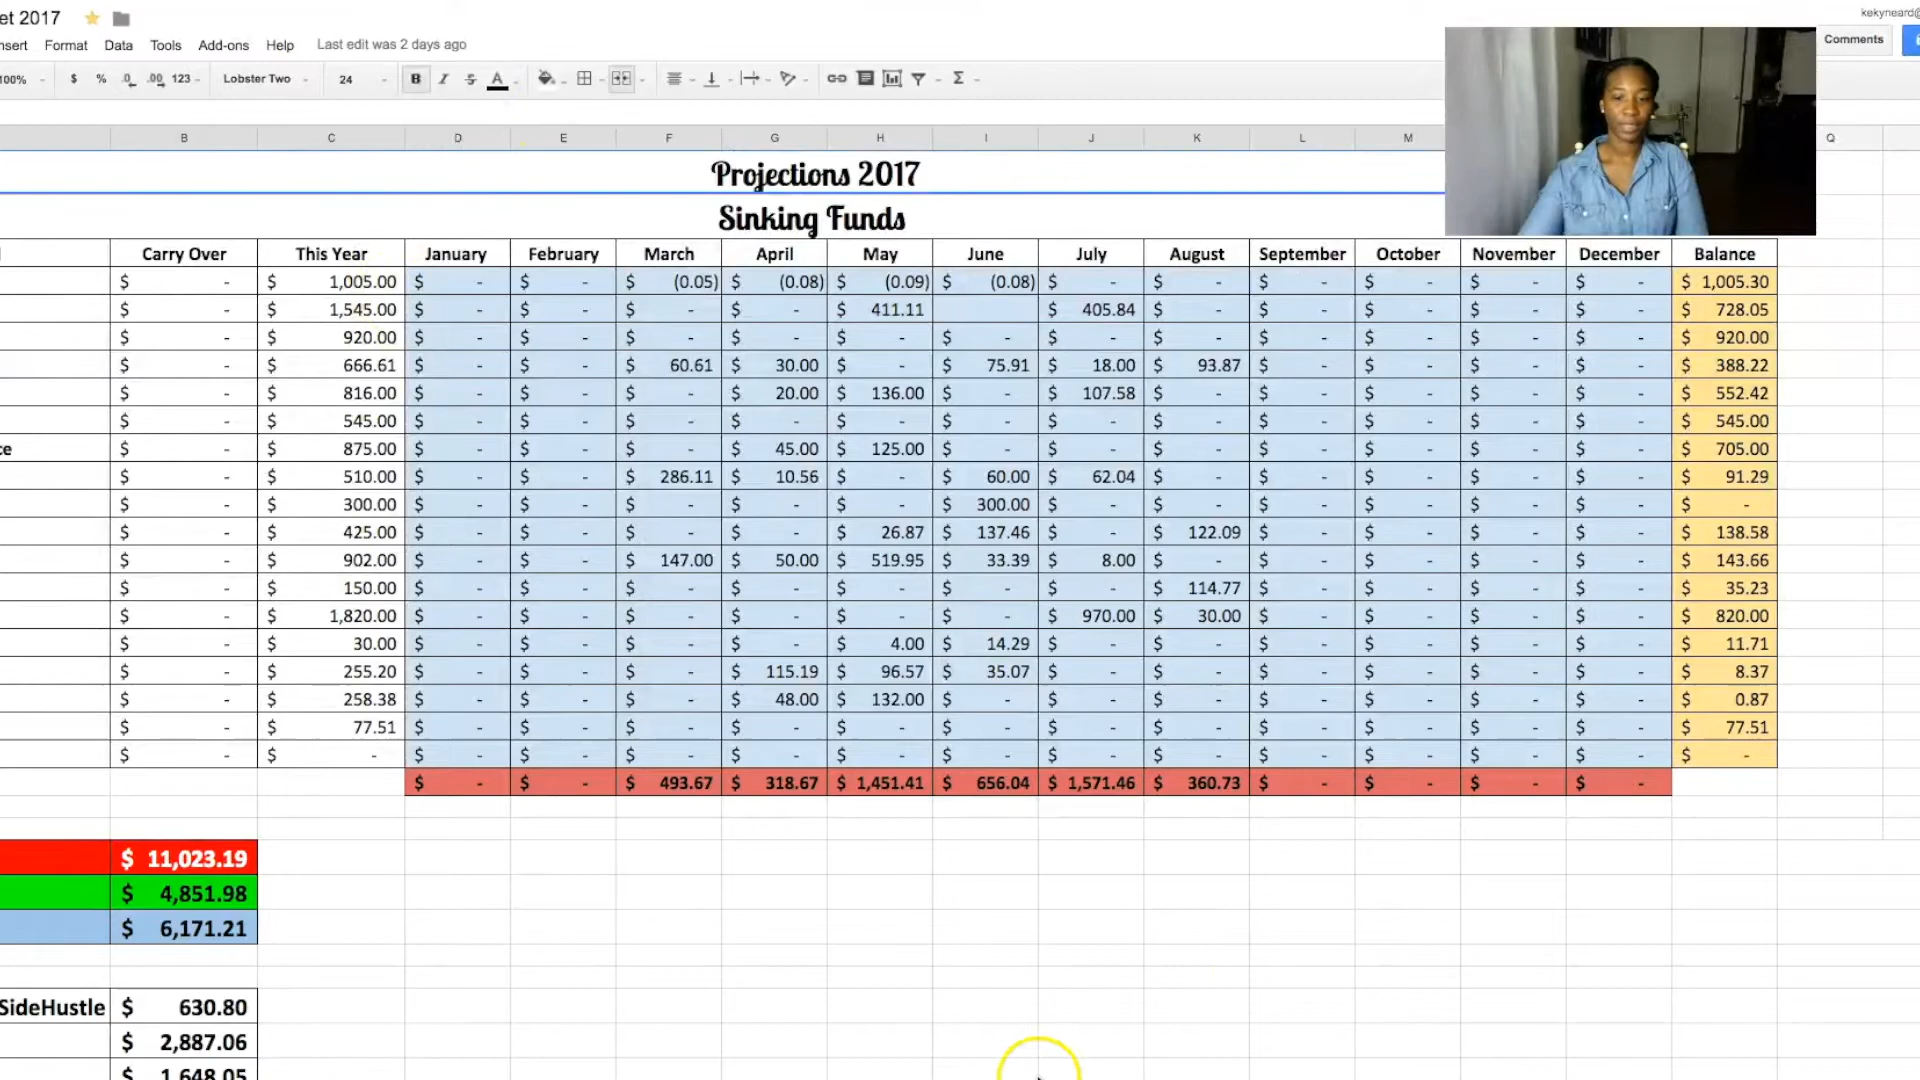 et 2017
kekyneard@
nsert Format Data Tools Add-ons Help Last edit was 2 days ago
Comments
100% $ % .0 .00 123 Lobster Two 24 B I S A Σ
B C D E F G H I J K L M Q
Projections 2017
Sinking Funds
Carry Over This Year January February March April May June July August September October November December Balance
$ - $ 1,005.00 $ - $ - $ (0.05) $ (0.08) $ (0.09) $ (0.08) $ - $ - $ - $ - $ - $ - $ 1,005.30
$ - $ 1,545.00 $ - $ - $ - $ - $ 411.11 $ 405.84 $ - $ - $ - $ - $ - $ 728.05
$ - $ 920.00 $ - $ - $ - $ - $ - $ - $ - $ - $ - $ - $ - $ - $ 920.00
$ - $ 666.61 $ - $ - $ 60.61 $ 30.00 $ - $ 75.91 $ 18.00 $ 93.87 $ - $ - $ - $ - $ 388.22
$ - $ 816.00 $ - $ - $ - $ 20.00 $ 136.00 $ - $ 107.58 $ - $ - $ - $ - $ - $ 552.42
$ - $ 545.00 $ - $ - $ - $ - $ - $ - $ - $ - $ - $ - $ - $ - $ 545.00
ce $ - $ 875.00 $ - $ - $ - $ 45.00 $ 125.00 $ - $ - $ - $ - $ - $ - $ - $ 705.00
$ - $ 510.00 $ - $ - $ 286.11 $ 10.56 $ - $ 60.00 $ 62.04 $ - $ - $ - $ - $ - $ 91.29
$ - $ 300.00 $ - $ - $ - $ - $ - $ 300.00 $ - $ - $ - $ - $ - $ - $ -
$ - $ 425.00 $ - $ - $ - $ - $ 26.87 $ 137.46 $ - $ 122.09 $ - $ - $ - $ - $ 138.58
$ - $ 902.00 $ - $ - $ 147.00 $ 50.00 $ 519.95 $ 33.39 $ 8.00 $ - $ - $ - $ - $ - $ 143.66
$ - $ 150.00 $ - $ - $ - $ - $ - $ - $ - $ 114.77 $ - $ - $ - $ - $ 35.23
$ - $ 1,820.00 $ - $ - $ - $ - $ - $ - $ 970.00 $ 30.00 $ - $ - $ - $ - $ 820.00
$ - $ 30.00 $ - $ - $ - $ - $ 4.00 $ 14.29 $ - $ - $ - $ - $ - $ - $ 11.71
$ - $ 255.20 $ - $ - $ - $ 115.19 $ 96.57 $ 35.07 $ - $ - $ - $ - $ - $ - $ 8.37
$ - $ 258.38 $ - $ - $ - $ 48.00 $ 132.00 $ - $ - $ - $ - $ - $ - $ - $ 0.87
$ - $ 77.51 $ - $ - $ - $ - $ - $ - $ - $ - $ - $ - $ - $ - $ 77.51
$ - $ - $ - $ - $ - $ - $ - $ - $ - $ - $ - $ - $ - $ - $ -
$ - $ - $ 493.67 $ 318.67 $ 1,451.41 $ 656.04 $ 1,571.46 $ 360.73 $ - $ - $ - $ -
$ 11,023.19
$ 4,851.98
$ 6,171.21
SideHustle $ 630.80
$ 2,887.06
$ 1,648.05